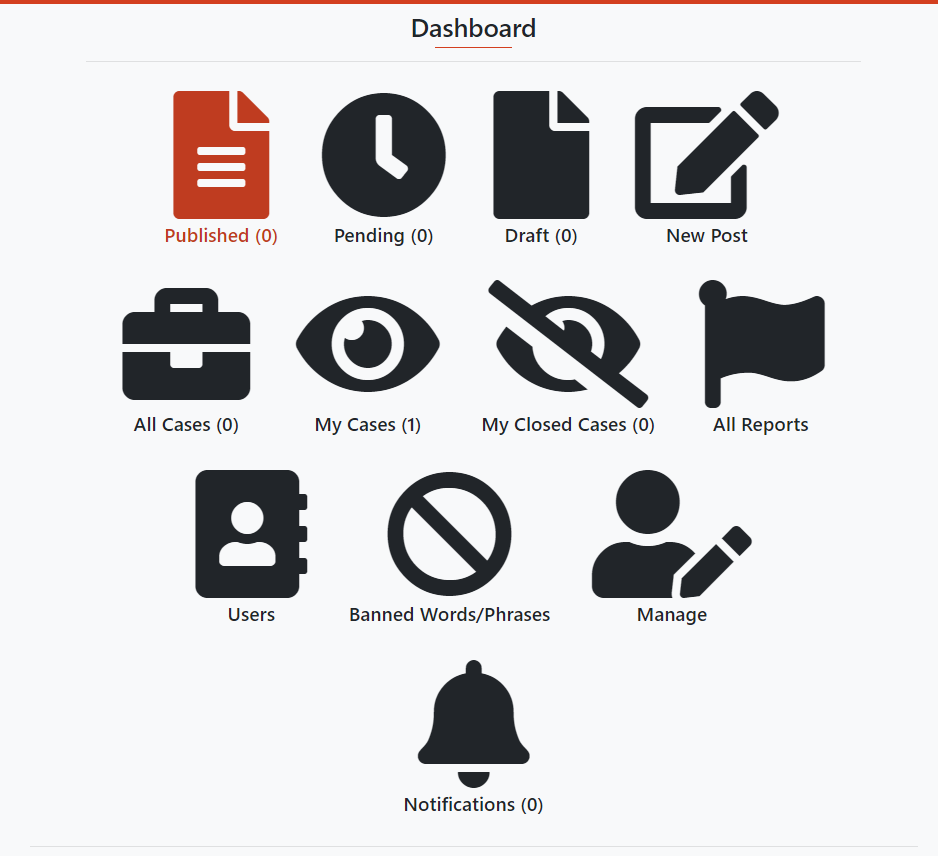 Dashboard
Published (0)
Pending (0)
Draft (0)
New Post
All Cases (0)
My Cases (1)
My Closed Cases (0)
All Reports
Users
Banned Words/Phrases
Manage
Notifications (0)